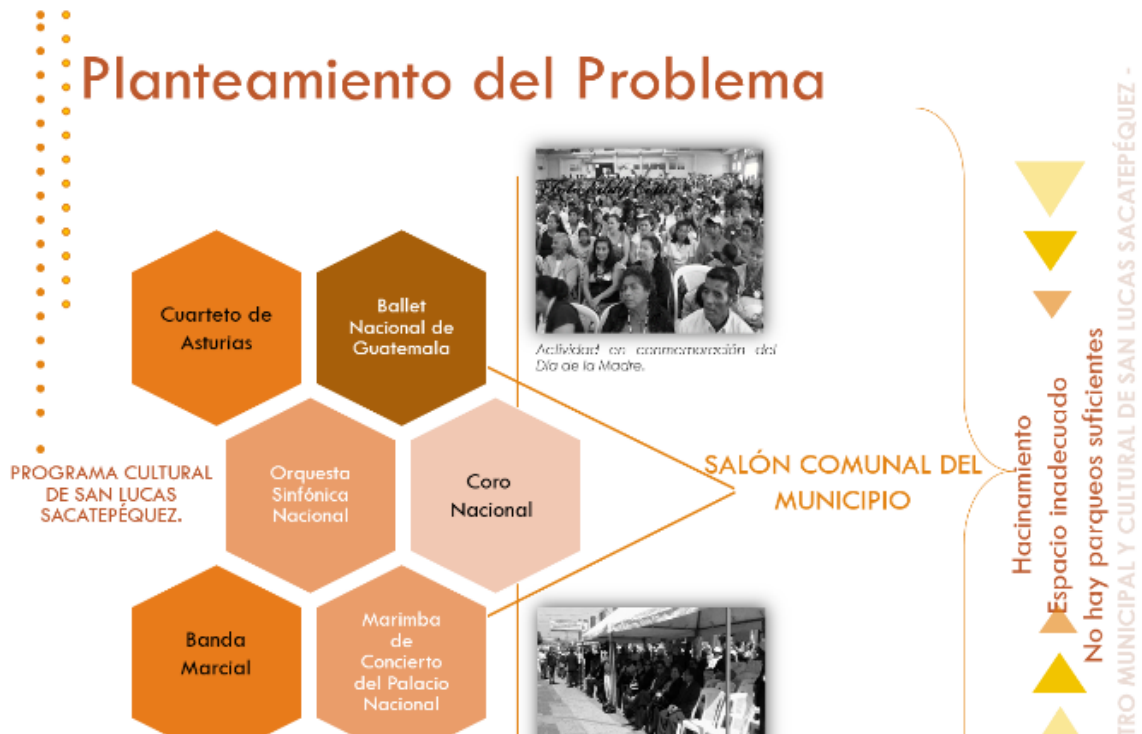 Planteamiento del Problema
Cuarteto de
Asturias
Ballet
Nacional de
Guatemala
Actividad en conmemoración del
Día de la Madre.
PROGRAMA CULTURAL
DE SAN LUCAS
SACATEPÉQUEZ.
Orquesta
Sinfónica
Nacional
Coro
Nacional
SALÓN COMUNAL DEL
MUNICIPIO
Banda
Marcial
Marimba
de
Concierto
del Palacio
Nacional
Hacinamiento
Espacio inadecuado
No hay parqueos suficientes
TRO MUNICIPAL Y CULTURAL DE SAN LUCAS SACATEPÉQUEZ -